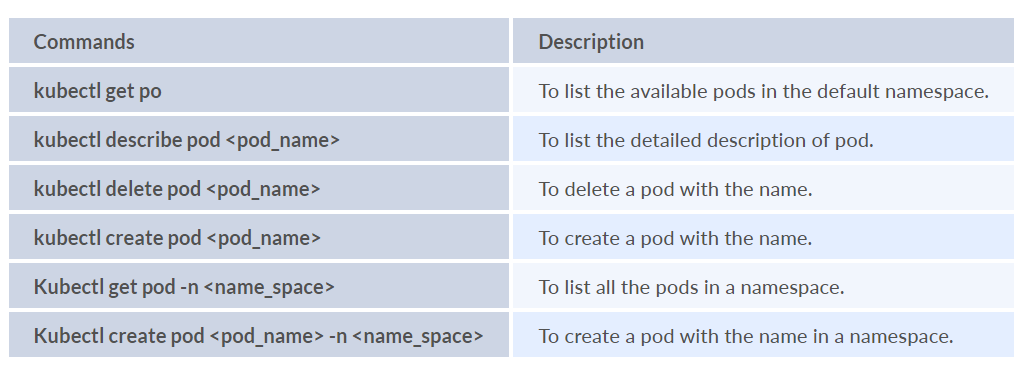 Commands Description
kubectl get po To list the available pods in the default namespace.
kubectl describe pod <pod_name> To list the detailed description of pod.
kubectl delete pod <pod_name> To delete a pod with the name.
kubectl create pod <pod_name> To create a pod with the name.
Kubectl get pod -n <name_space> To list all the pods in a namespace.
Kubectl create pod <pod_name> -n <name_space> To create a pod with the name in a namespace.